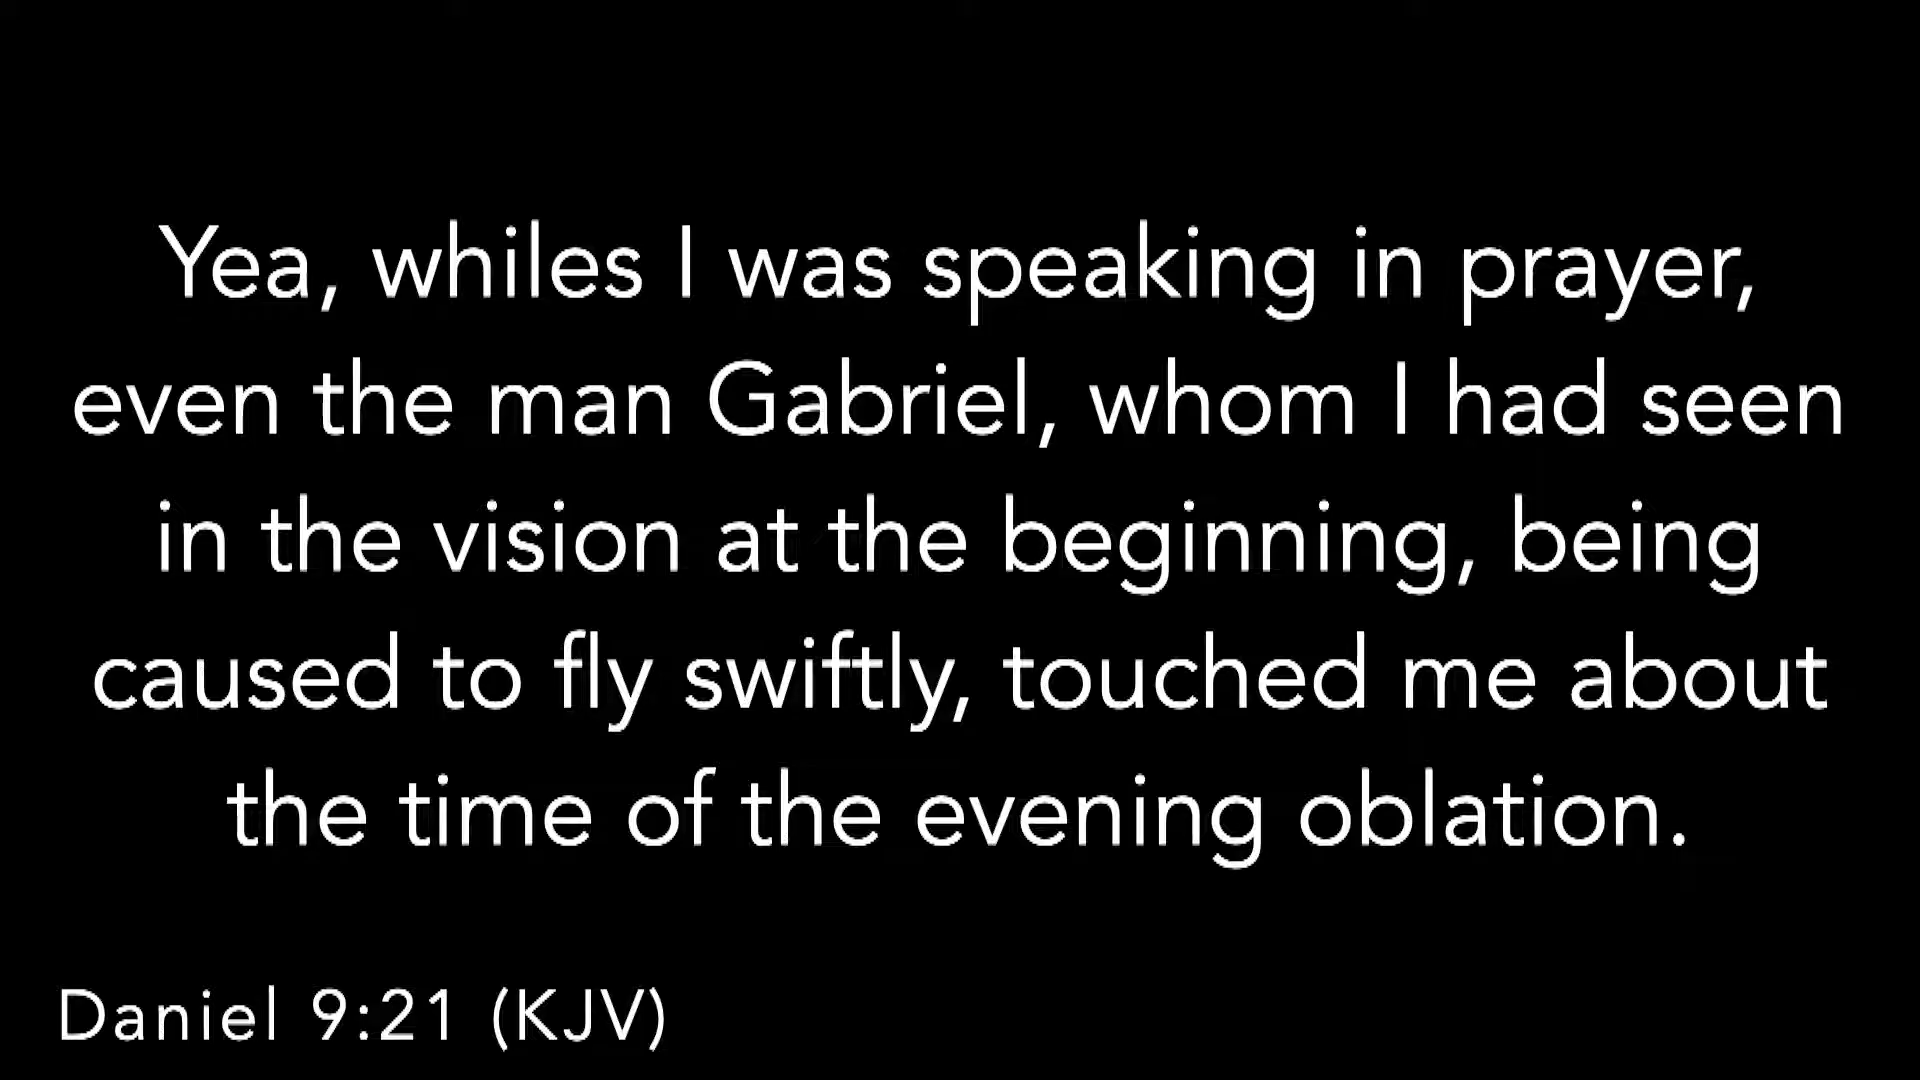 Yea, whiles I was speaking in prayer,
even the man Gabriel, whom I had seen
in the vision at the beginning, being
caused to fly swiftly, touched me about
the time of the evening oblation.
Daniel 9:21 (KJV)